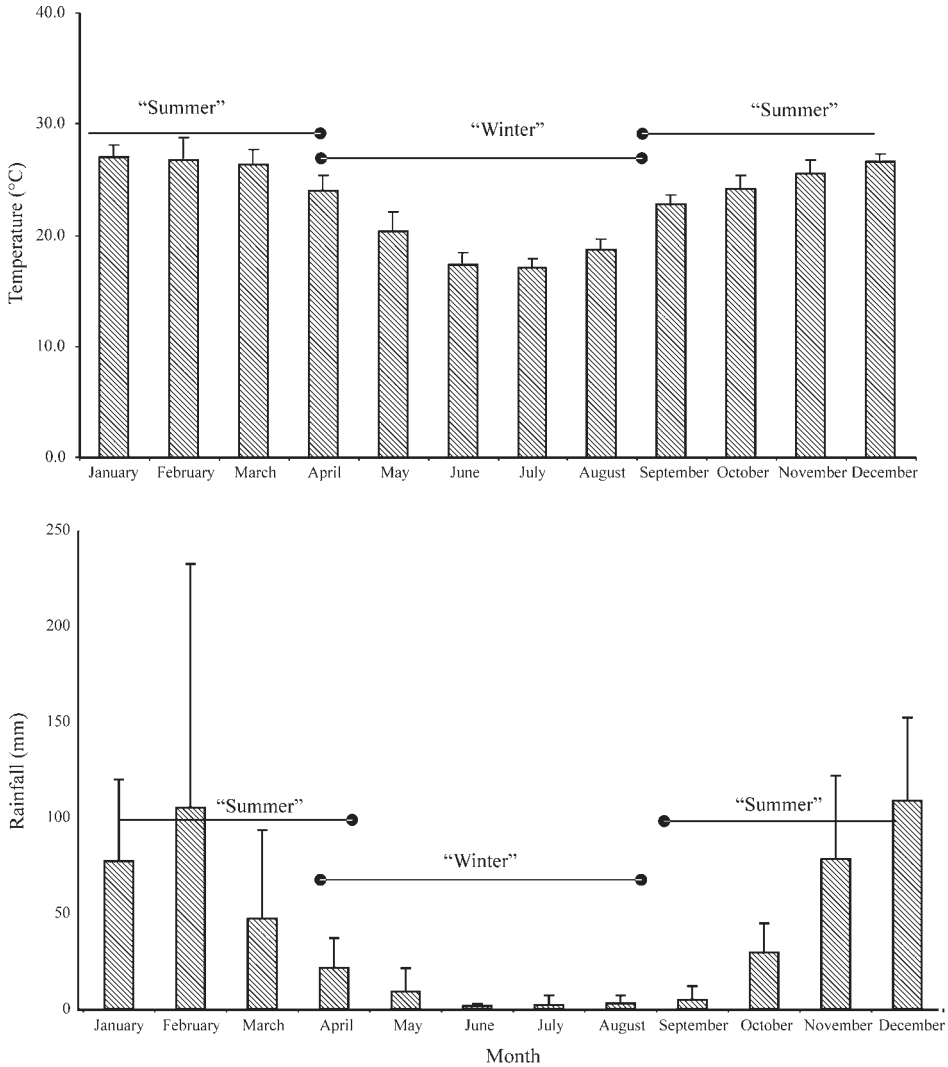 40.0
30.0
20.0
10.0
0.0
Temperature (°C)
“Summer”
“Winter”
“Summer”
January February March April May June July August September October November December
250
200
150
100
50
0
Rainfall (mm)
“Summer”
“Winter”
“Summer”
January February March April May June July August September October November December
Month